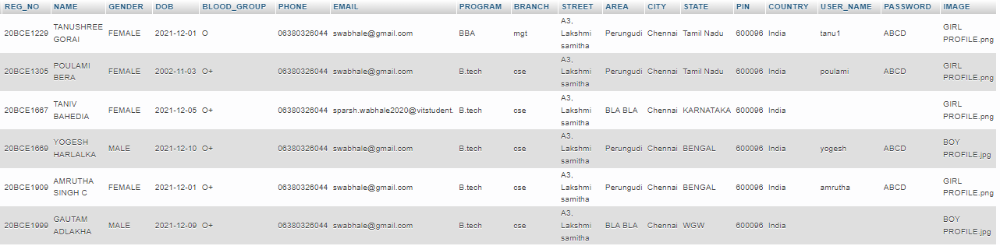 REG_NO NAME GENDER DOB BLOOD_GROUP PHONE EMAIL PROGRAM BRANCH STREET AREA CITY STATE PIN COUNTRY USER_NAME PASSWORD IMAGE
20BCE1229 TANUSHREE GORAI FEMALE 2021-12-01 O 06380326044 swabhale@gmail.com BBA mgt A3, Lakshmi samitha Perungudi Chennai Tamil Nadu 600096 India tanu1 ABCD GIRL PROFILE.png
20BCE1305 POULAMI BERA FEMALE 2002-11-03 O+ 06380326044 swabhale@gmail.com B.tech cse A3, Lakshmi samitha Perungudi Chennai Tamil Nadu 600096 India poulami ABCD GIRL PROFILE.png
20BCE1667 TANIV BAHEDIA FEMALE 2021-12-05 O+ 06380326044 sparsh.wabhale2020@vitstudent. B.tech cse A3, Lakshmi samitha BLA BLA Chennai KARNATAKA 600096 India GIRL PROFILE.png
20BCE1669 YOGESH HARLALKA MALE 2021-12-10 O+ 06380326044 swabhale@gmail.com B.tech cse A3, Lakshmi samitha Perungudi Chennai BENGAL 600096 India yogesh ABCD BOY PROFILE.jpg
20BCE1909 AMRUTHA SINGH C FEMALE 2021-12-01 O+ 06380326044 swabhale@gmail.com B.tech cse A3, Lakshmi samitha Perungudi Chennai BENGAL 600096 India amrutha ABCD GIRL PROFILE.png
20BCE1999 GAUTAM ADLAKHA MALE 2021-12-09 O+ 06380326044 swabhale@gmail.com B.tech cse A3, Lakshmi samitha BLA BLA Chennai WGW 600096 India BOY PROFILE.jpg